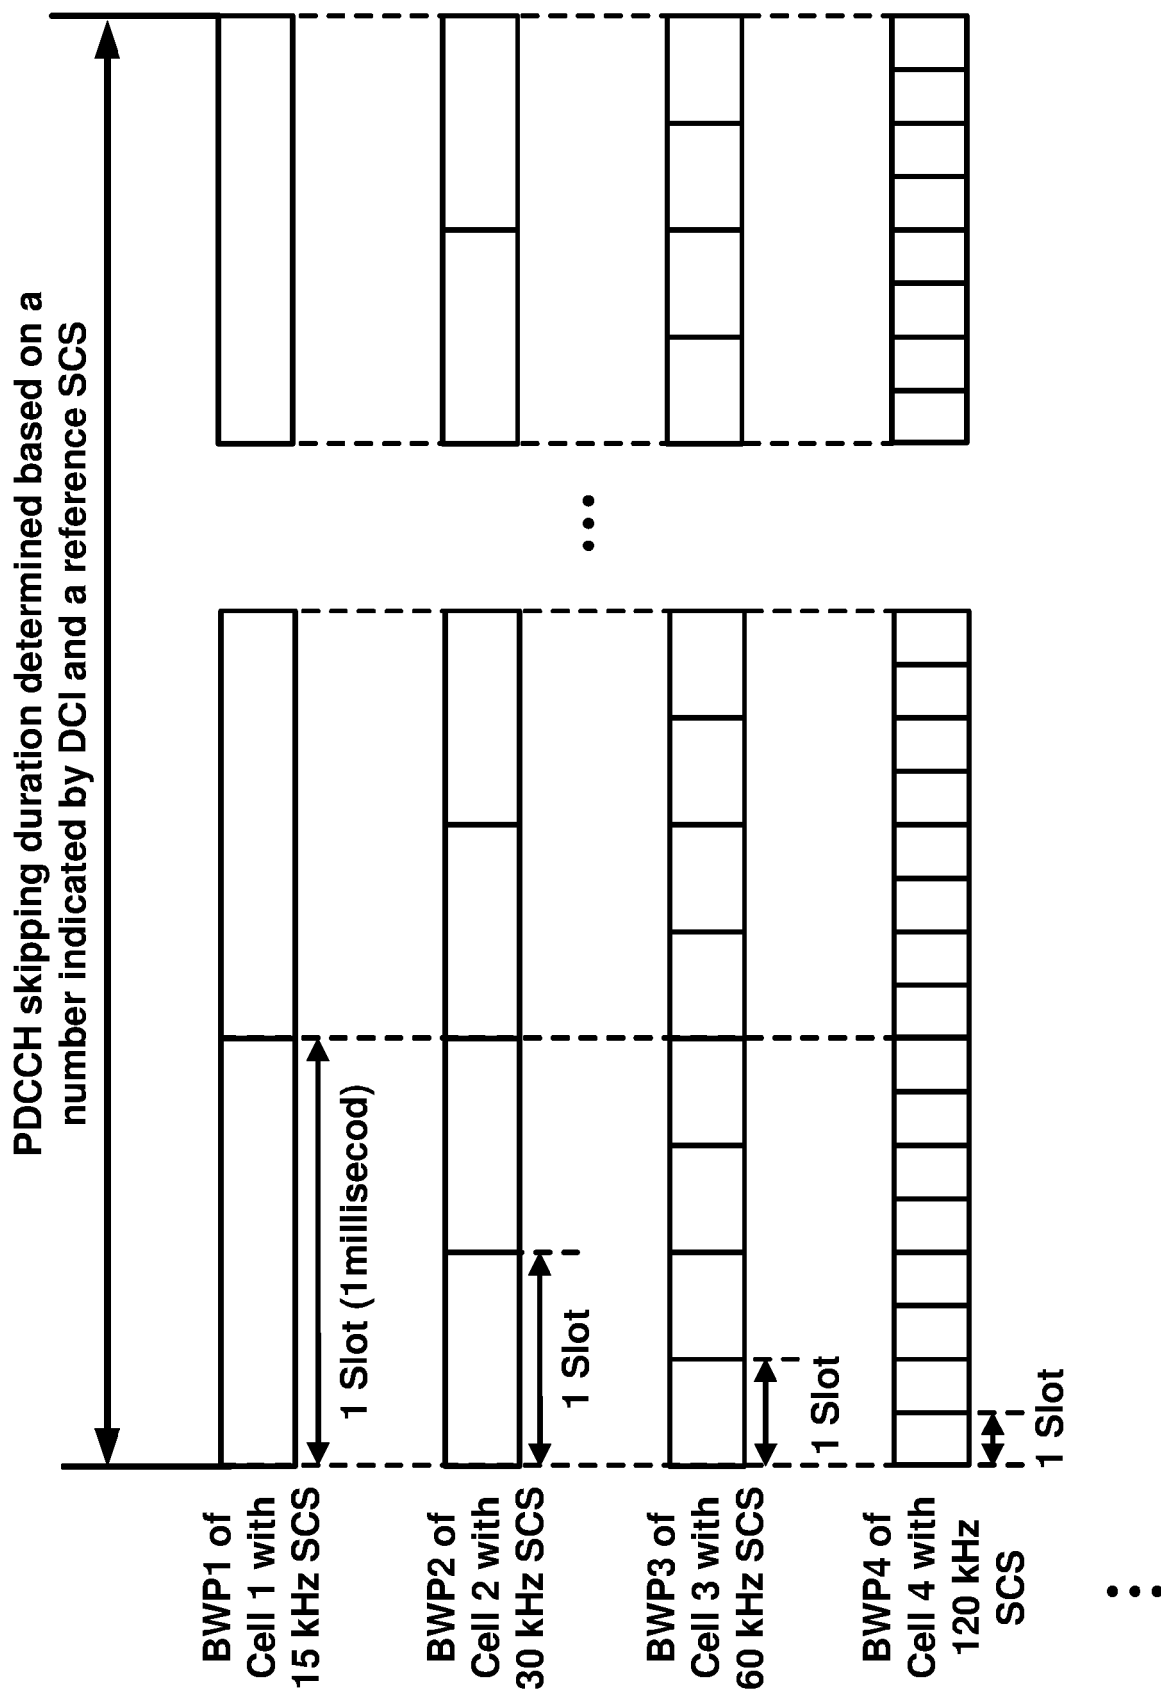 PDCCH skipping duration determined based on a
number indicated by DCI and a reference SCS
BWP1 of
Cell 1 with
15 kHz SCS
1 Slot (1millisecod)
BWP2 of
Cell 2 with
30 kHz SCS
1 Slot
BWP3 of
Cell 3 with
60 kHz SCS
1 Slot
BWP4 of
Cell 4 with
120 kHz
SCS
1 Slot